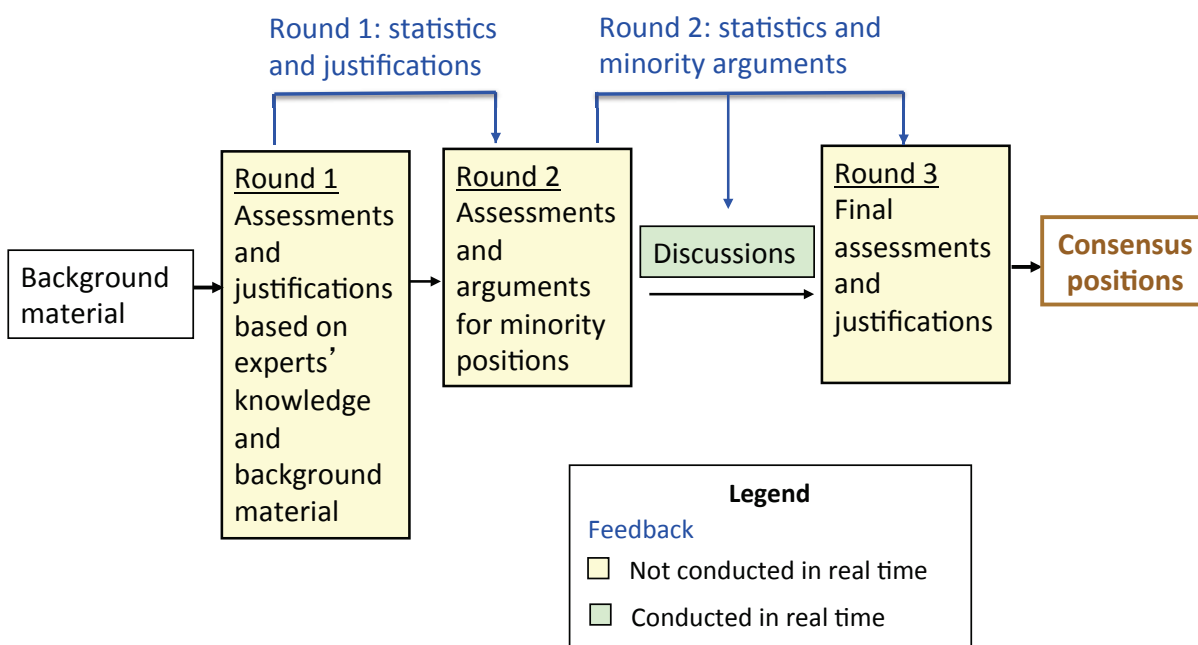 Round 1: statistics
and justifications
Round 2: statistics and
minority arguments
Background
material
Round 1
Assessments
and
justifications
based on
experts’
knowledge
and
background
material
Round 2
Assessments
and
arguments
for minority
positions
Discussions
Round 3
Final
assessments
and
justifications
Consensus
positions
Legend
Feedback
Not conducted in real time
Conducted in real time